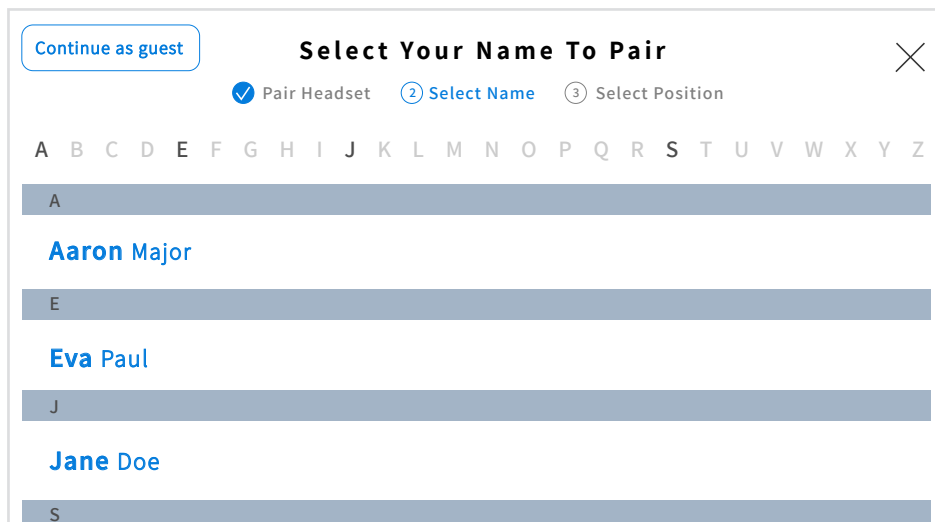 Continue as guest
Select Your Name To Pair
Pair Headset 2 Select Name 3 Select Position
A B C D E F G H I J K L M N O P Q R S T U V W X Y Z
A
Aaron Major
E
Eva Paul
J
Jane Doe
S